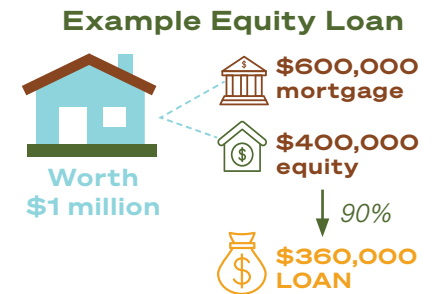 Example Equity Loan
$
$600,000
mortgage
$
$400,000
equity
Worth
$1 million
90%
$
$360,000
LOAN